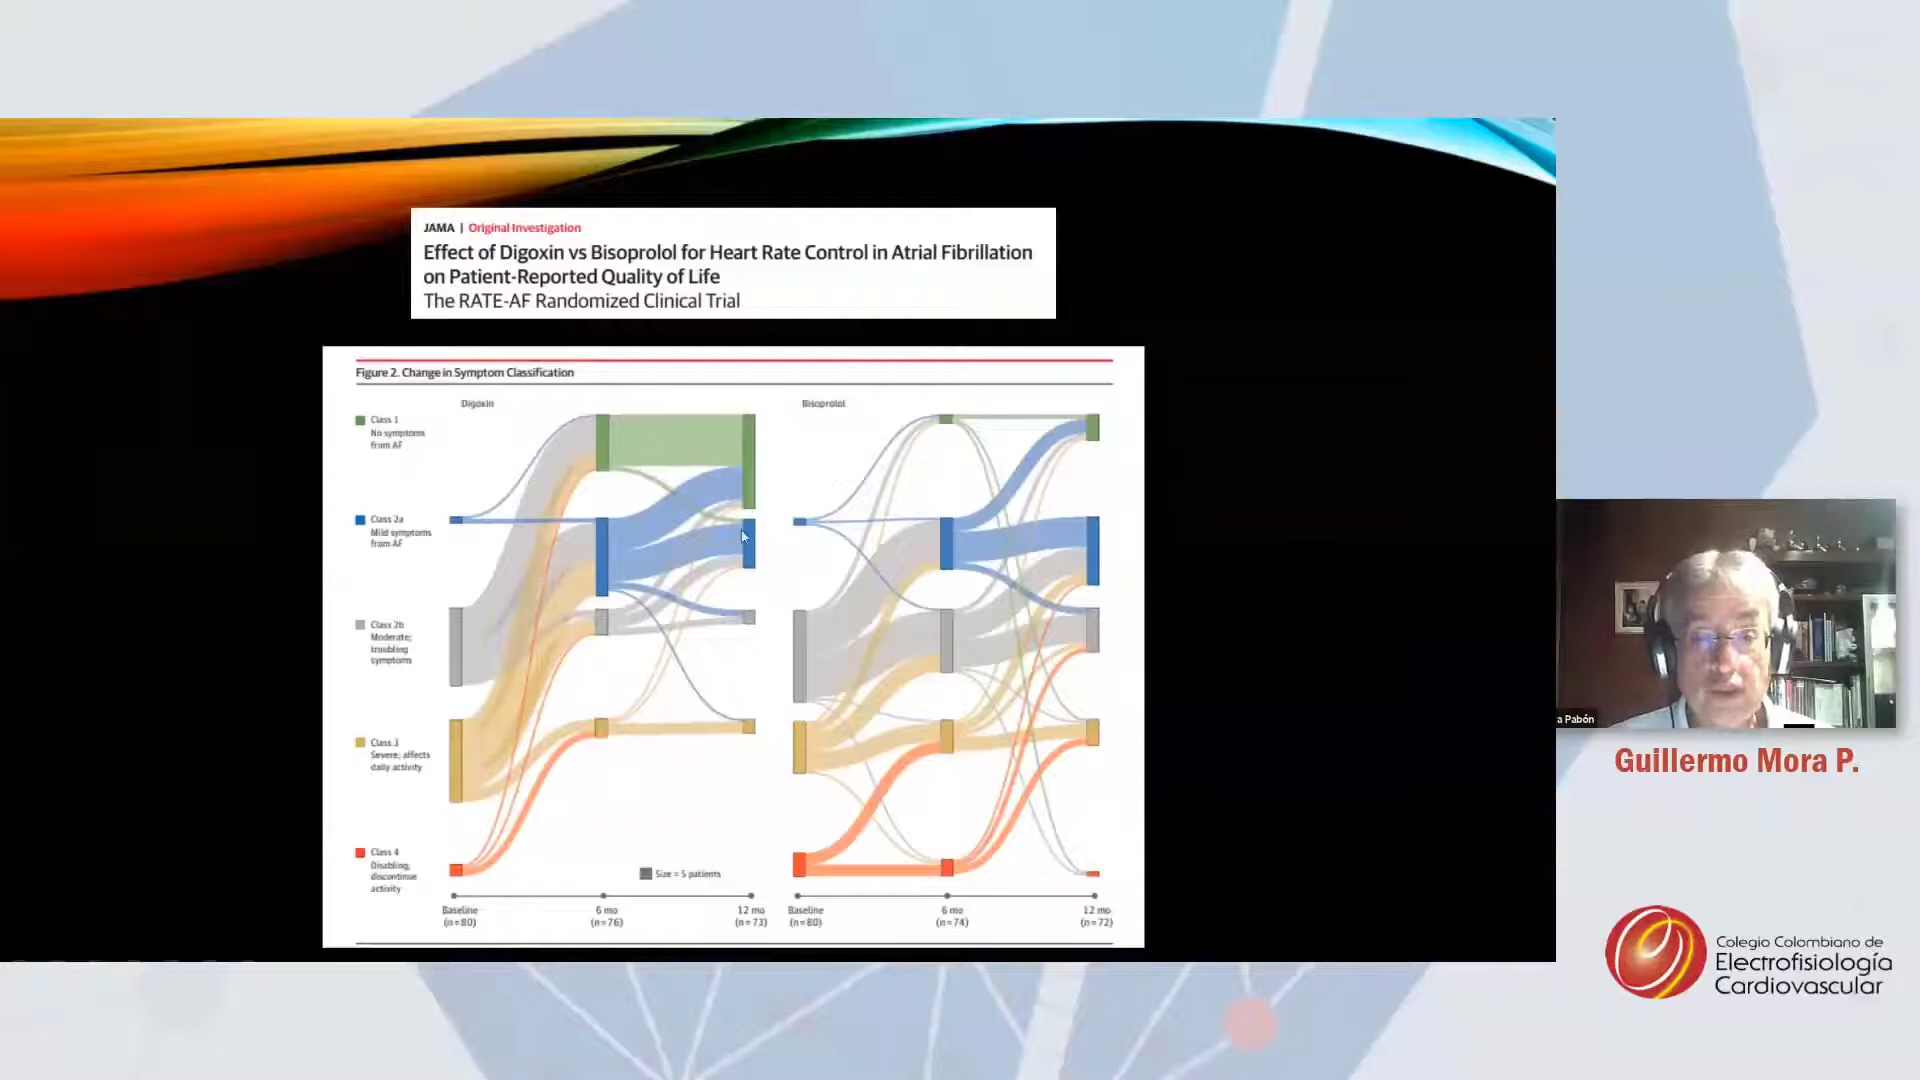 JAMA | Original Investigation
Effect of Digoxin vs Bisoprolol for Heart Rate Control in Atrial Fibrillation
on Patient-Reported Quality of Life
The RATE-AF Randomized Clinical Trial
Figure 2. Change in Symptom Classification
Digoxin
Bisoprolol
Class 1
No symptoms
from AF
Class 2a
Mild symptoms
from AF
Class 2b
Moderate;
troubling
symptoms
Class 3
Severe; affects
daily activity
Class 4
Disabling;
discontinue
activity
Size = 5 patients
Baseline
(n=80)
6 mo
(n=76)
12 mo
(n=73)
Baseline
(n=80)
6 mo
(n=74)
12 mo
(n=72)
a Pabón
Guillermo Mora P.
Colegio Colombiano de
Electrofisiología
Cardiovascular